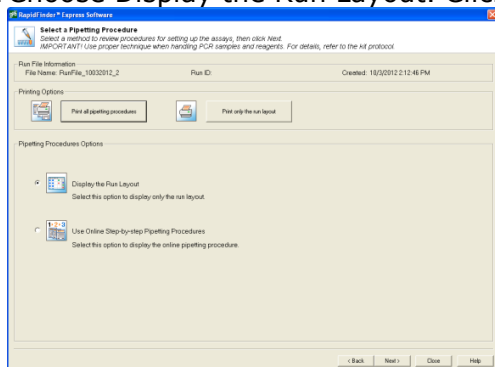 Choose Display the Run Layout. Clic
RapidFinder™ Express Software
Select a Pipetting Procedure
Select a method to review procedures for setting up the assays, then click Next.
IMPORTANT! Use proper technique when handling PCR samples and reagents. For details, refer to the kit protocol.
Run File Information
File Name: RunFile_10032012_2 Run ID: Created: 10/3/2012 2:12:46 PM
Printing Options
Print all pipetting procedures Print only the run layout
Pipetting Procedures Options
Display the Run Layout
Select this option to display only the run layout.
1-2-3
Use Online Step-by-step Pipetting Procedures
Select this option to display the online pipetting procedure.
< Back Next > Close Help